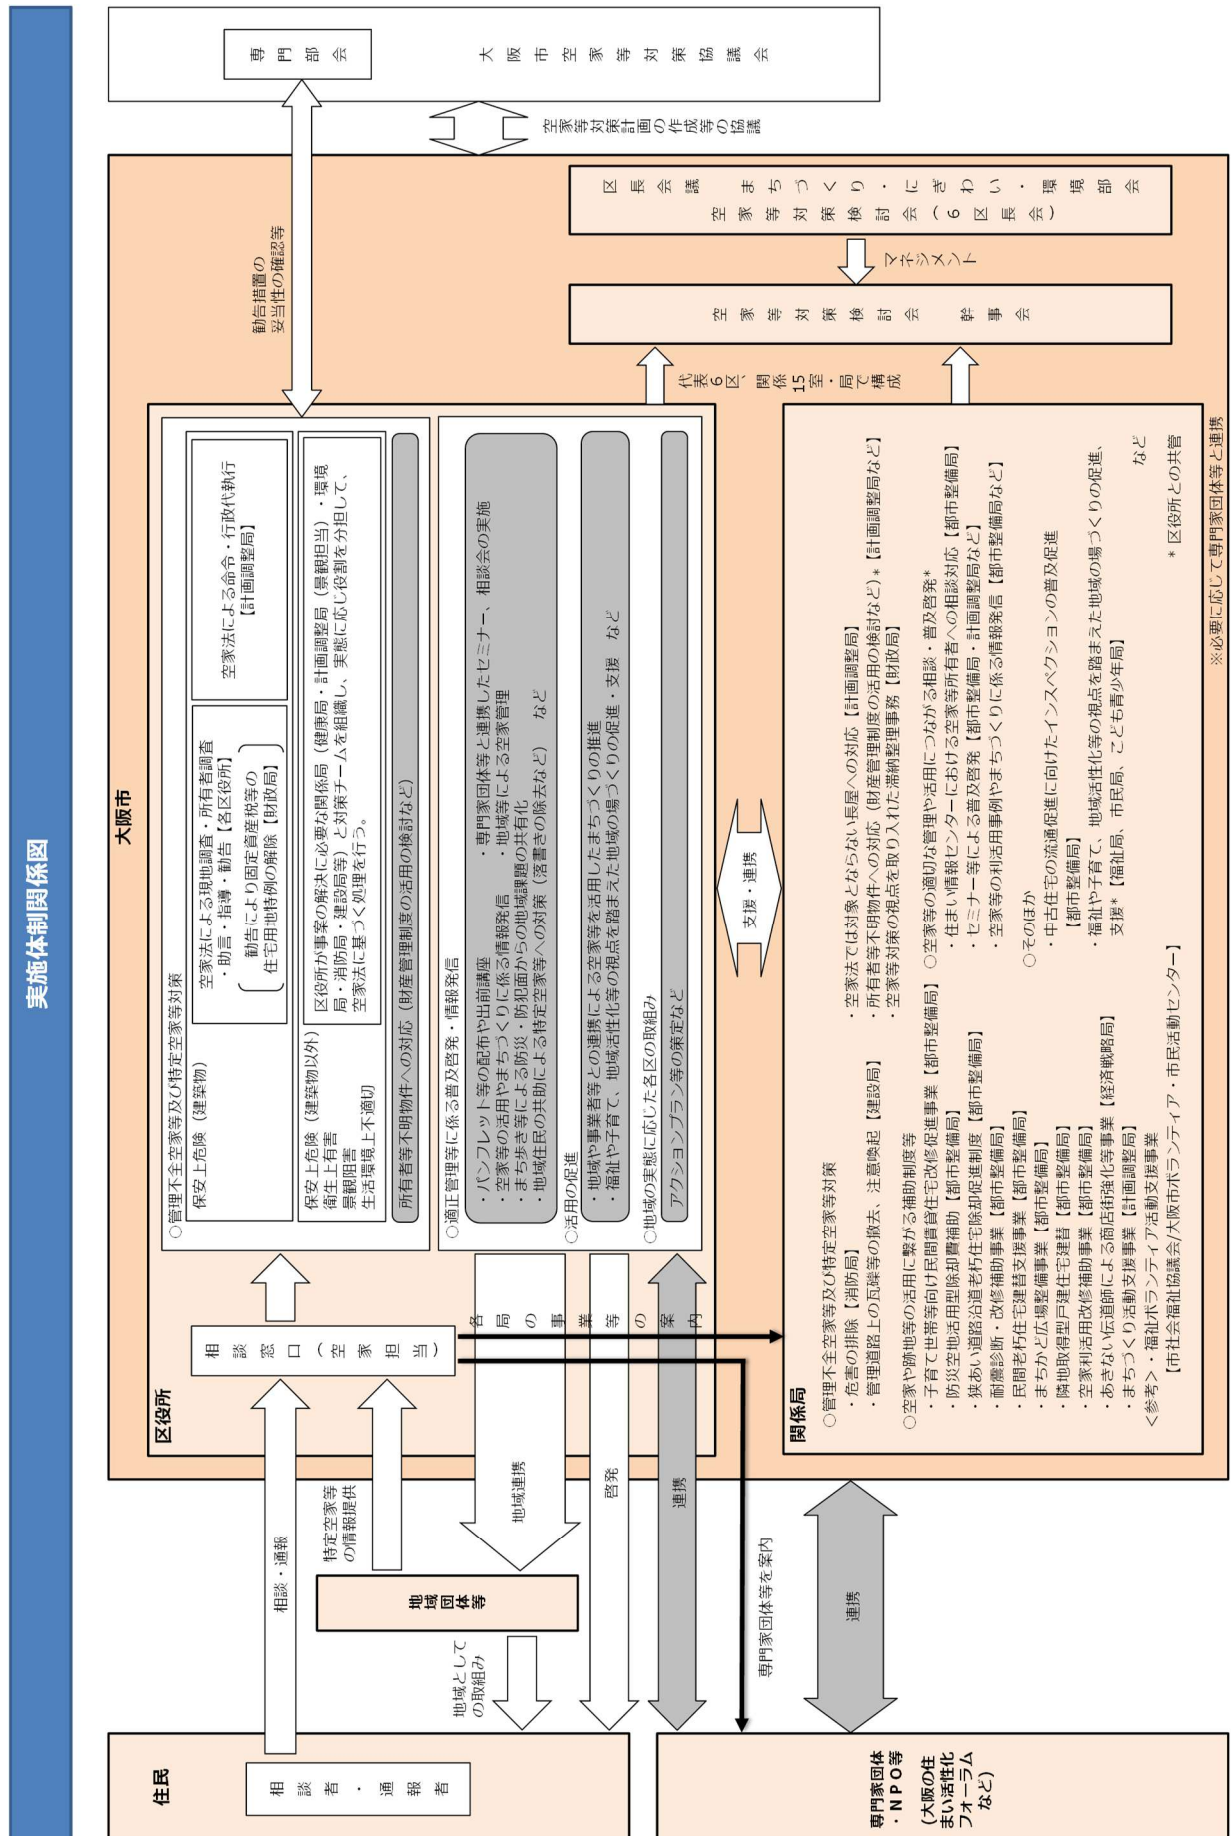 実施体制関係図
住民
相談者・通報者
専門家団体
・NPO等
(大阪の住
まい活性化
フォーラム
など)
相談・通報
特定空家等
の情報提供
地域団体等
地域として
の取組み
地域連携
啓発
連携
専門家団体等を案内
連携
大阪市
区役所
相談窓口(空家担当)
各局の事業等の案内
○管理不全空家等及び特定空家等対策
保安上危険(建築物)
空家法による現地調査・所有者調査
・助言・指導・勧告【各区役所】
勧告により固定資産税等の
住宅用地特例の解除【財政局】
空家法による命令・行政代執行
【計画調整局】
保安上危険(建築物以外)
衛生上有害
景観阻害
生活環境上不適切
区役所が事案の解決に必要な関係局(健康局・計画調整局(景観担当)・環境
局・消防局・建設局等)と対策チームを組織し、実態に応じ役割を分担して、
空家法に基づく処理を行う。
所有者等不明物件への対応(財産管理制度の活用の検討など)
○適正管理等に係る普及啓発・情報発信
・パンフレット等の配布や出前講座 ・専門家団体等と連携したセミナー、相談会の実施
・空家等の活用やまちづくりに係る情報発信 ・地域等による空家管理
・まち歩き等による防災・防犯面からの地域課題の共有化
・地域住民の共助による特定空家等への対策(落書きの除去など) など
○活用の促進
・地域や事業者等との連携による空家等を活用したまちづくりの推進
・福祉や子育て、地域活性化等の視点を踏まえた地域の場づくりの促進・支援 など
○地域の実態に応じた各区の取組み
アクションプラン等の策定など
支援・連携
関係局
○管理不全空家等及び特定空家等対策
・危害の排除【消防局】
・管理道路上の瓦礫等の撤去、注意喚起【建設局】
・空家法では対象とならない長屋への対応【計画調整局】
・所有者等不明物件への対応(財産管理制度の活用の検討など)*【計画調整局など】
・空家等対策の視点を取り入れた滞納整理事務【財政局】
○空家や跡地等の活用に繋がる補助制度等
・子育て世帯等向け民間賃貸住宅改修促進事業【都市整備局】
・防災空地活用型除却費補助【都市整備局】
・狭あい道路沿道老朽住宅除却促進制度【都市整備局】
・耐震診断・改修補助事業【都市整備局】
・民間老朽住宅建替支援事業【都市整備局】
・まちかど広場整備事業【都市整備局】
・隣地取得型戸建住宅建替【都市整備局】
・空家利活用改修補助事業【都市整備局】
・あきない伝道師による商店街強化等事業【経済戦略局】
・まちづくり活動支援事業【計画調整局】
<参考>・福祉ボランティア活動支援事業
【市社会福祉協議会/大阪市ボランティア・市民活動センター】
○空家等の適切な管理や活用につながる相談・普及啓発*
・住まい情報センターにおける空家等所有者への相談対応【都市整備局】
・セミナー等による普及啓発【都市整備局・計画調整局など】
・空家等の利活用事例やまちづくりに係る情報発信【都市整備局など】
○そのほか
・中古住宅の流通促進に向けたインスペクションの普及促進
【都市整備局】
・福祉や子育て、地域活性化等の視点を踏まえた地域の場づくりの促進、
支援*【福祉局、市民局、こども青少年局】
など
* 区役所との共管
※必要に応じて専門家団体等と連携
代表6区、関係15室・局で構成
空家等対策検討会 幹事会
マネジメント
区長会議 まちづくり・にぎわい・環境部会
空家等対策検討会(6区長会)
勧告措置の
妥当性の確認等
空家等対策計画の作成等の協議
専門部会
大阪市空家等対策協議会